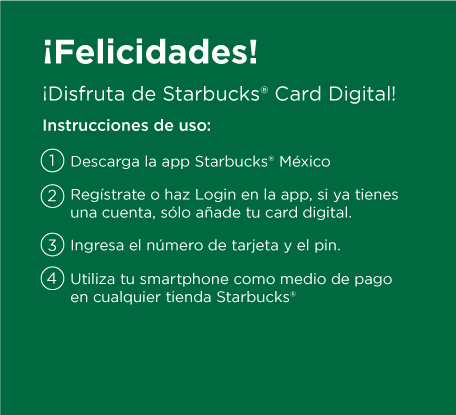 ¡Felicidades!
¡Disfruta de Starbucks® Card Digital!
Instrucciones de uso:
1 Descarga la app Starbucks® México
2 Regístrate o haz Login en la app, si ya tienes
una cuenta, sólo añade tu card digital.
3 Ingresa el número de tarjeta y el pin.
4 Utiliza tu smartphone como medio de pago
en cualquier tienda Starbucks®